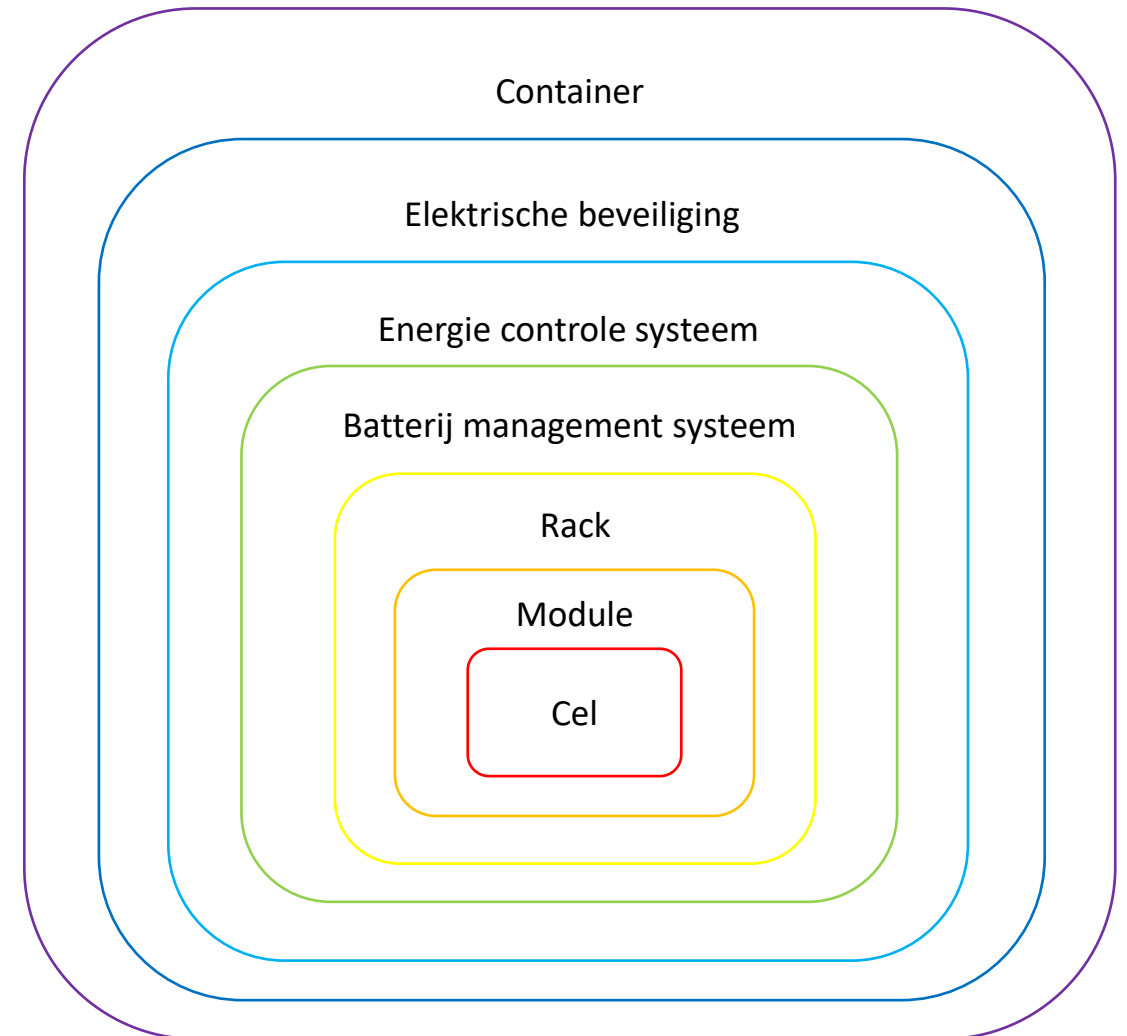 Container
Elektrische beveiliging
Energie controle systeem
Batterij management systeem
Rack
Module
Cel